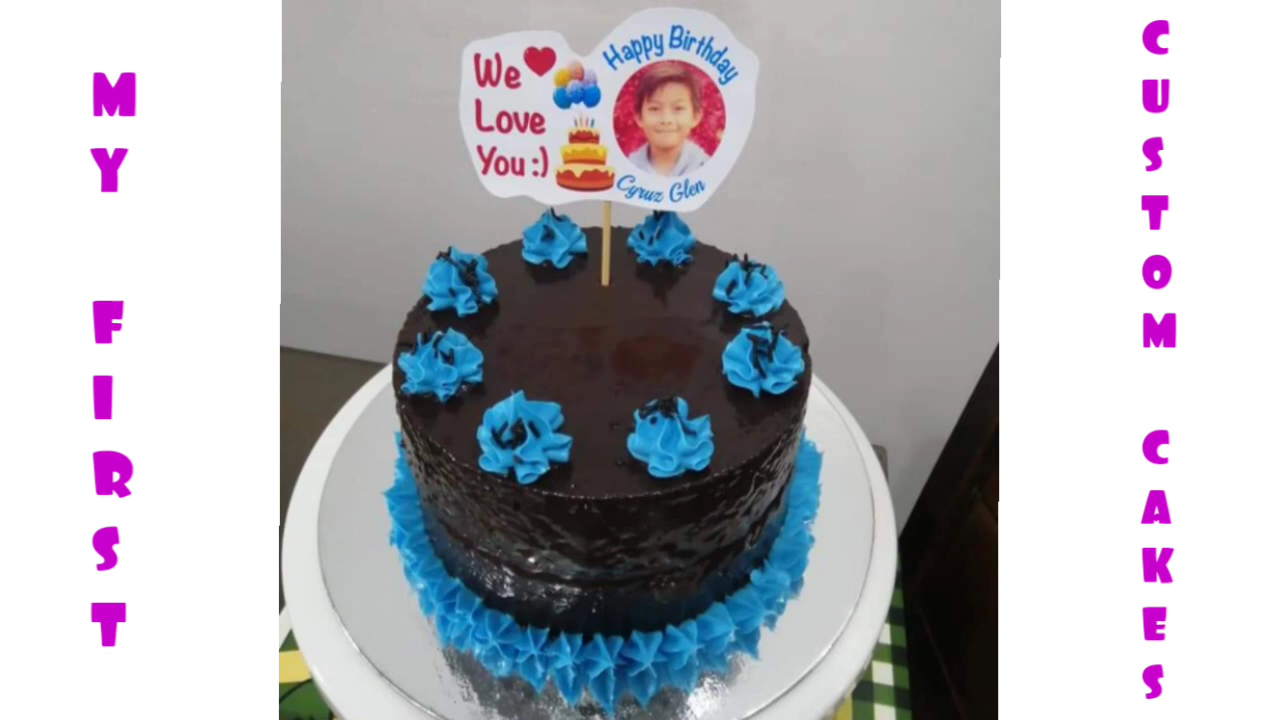 MY FIRST
We
Love
You :)
Happy Birthday
Cyruz Glen
CUSTOM CAKES